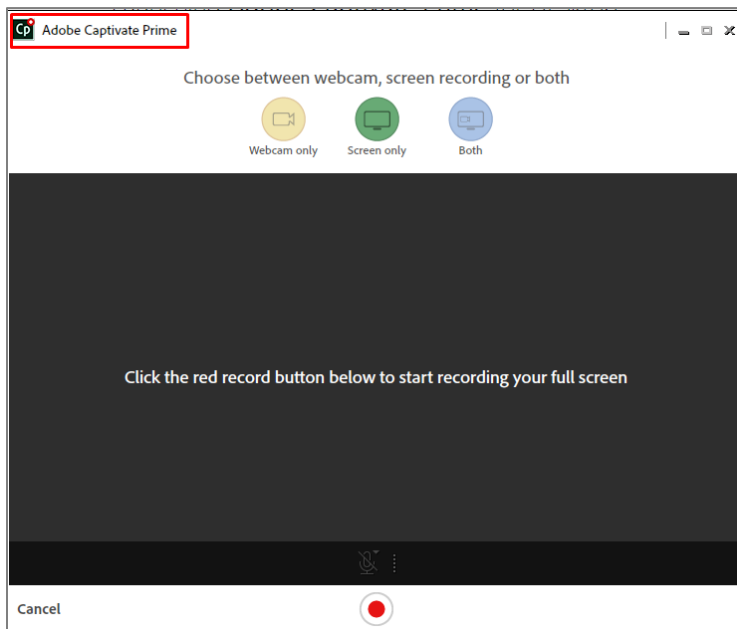 Cp Adobe Captivate Prime
Choose between webcam, screen recording or both
Webcam only Screen only Both
Click the red record button below to start recording your full screen
Cancel